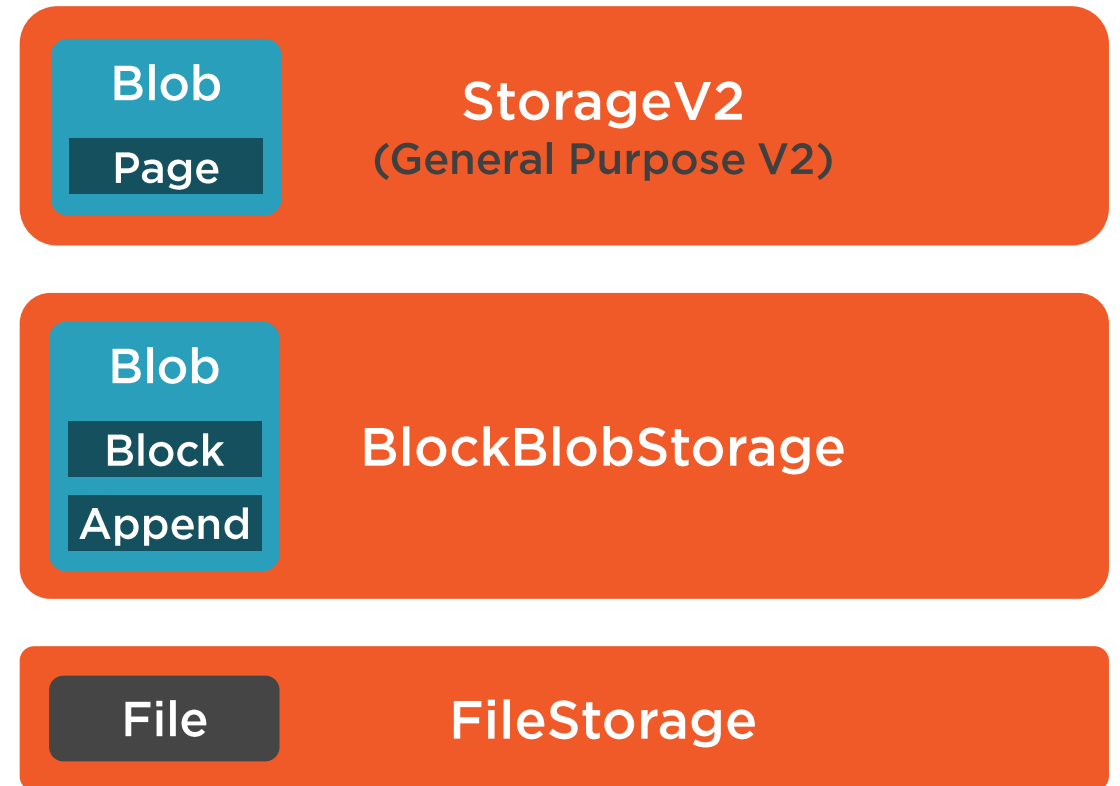 Blob
Page
StorageV2
(General Purpose V2)
Blob
Block
Append
BlockBlobStorage
File
FileStorage